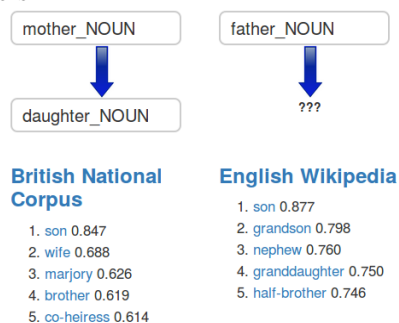 mother_NOUN
father_NOUN
daughter_NOUN
???
British National
Corpus
1. son 0.847
2. wife 0.688
3. marjory 0.626
4. brother 0.619
5. co-heiress 0.614
English Wikipedia
1. son 0.877
2. grandson 0.798
3. nephew 0.760
4. granddaughter 0.750
5. half-brother 0.746